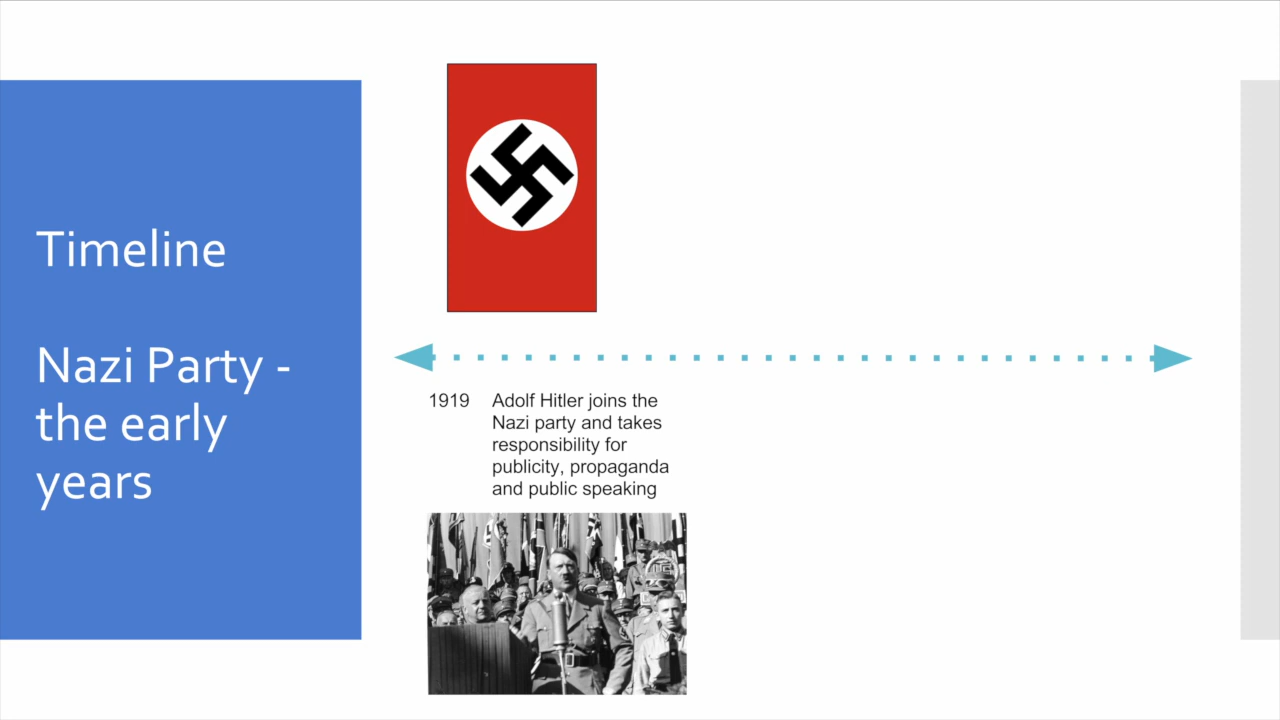 Timeline
Nazi Party -
the early
years
1919 Adolf Hitler joins the
Nazi party and takes
responsibility for
publicity, propaganda
and public speaking